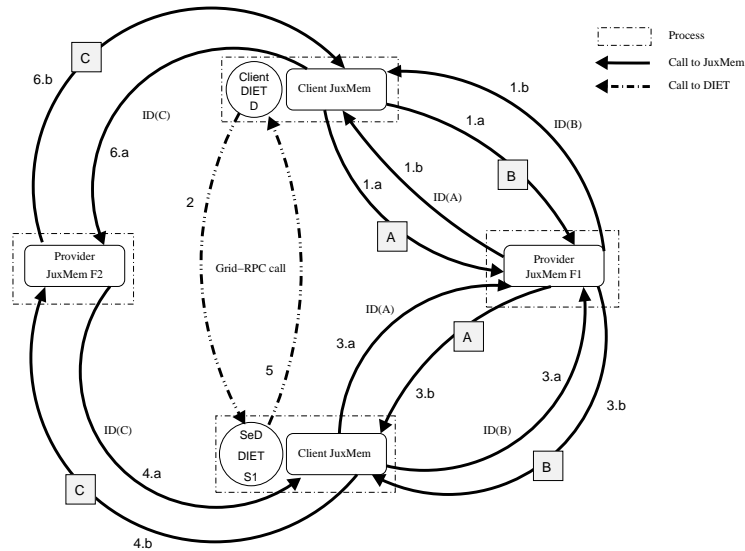 C
6.b
ID(C)
6.a
Client
DIET
D
Client JuxMem
Process
Call to JuxMem
Call to DIET
1.b
1.a
ID(B)
B
1.b
1.a
ID(A)
A
2
Grid-RPC call
Provider
JuxMem F2
Provider
JuxMem F1
ID(A)
A
3.a
3.b
3.a
3.b
5
ID(B)
B
SeD
DIET
S1
Client JuxMem
ID(C)
C
4.a
4.b